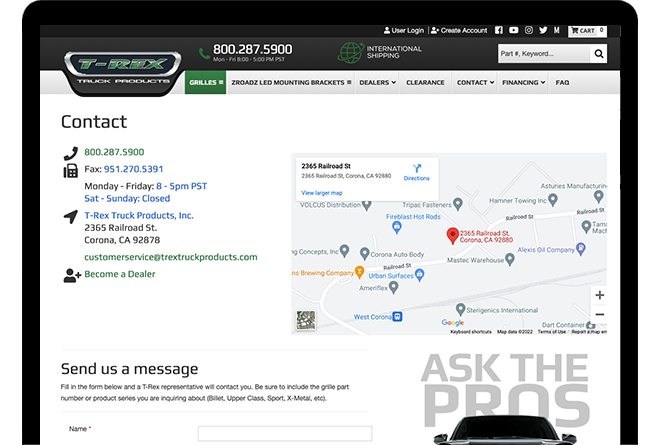 User Login | Create Account CART 0
T-REX
TRUCK PRODUCTS
800.287.5900
Mon - Fri 8:00 - 5:00 PM PST
INTERNATIONAL
SHIPPING
Part #, Keyword...
GRILLES ZROADZ LED MOUNTING BRACKETS DEALERS CLEARANCE CONTACT FINANCING FAQ
Contact
800.287.5900
Fax: 951.270.5391
Monday - Friday: 8 - 5pm PST
Sat - Sunday: Closed
T-Rex Truck Products, Inc.
2365 Railroad St.
Corona, CA 92878
customerservice@trextruckproducts.com
Become a Dealer
2365 Railroad St
2365 Railroad St, Corona, CA 92880
Directions
View larger map
VOLCUS Distribution
Tripac Fasteners
Hamner Towing Inc
Asturies Manufacturing
Fireblast Hot Rods
Railroad St
Railroad St
2365 Railroad St,
Corona, CA 92880
Alexis Oil Company
ng Concepts, Inc.
Corona Auto Body
Mastec Warehouse
Railroad St
ns Brewing Company
Urban Surfaces
Ameriflex
West Corona
Sterigenics International
Google
Dart Container
Keyboard shortcuts Map data ©2022 Terms of Use Report a map error
Send us a message
Fill in the form below and a T-Rex representative will contact you. Be sure to include the grille part
number or product series you are inquiring about (Billet, Upper Class, Sport, X-Metal, etc).
Name *
ASK THE
PROS